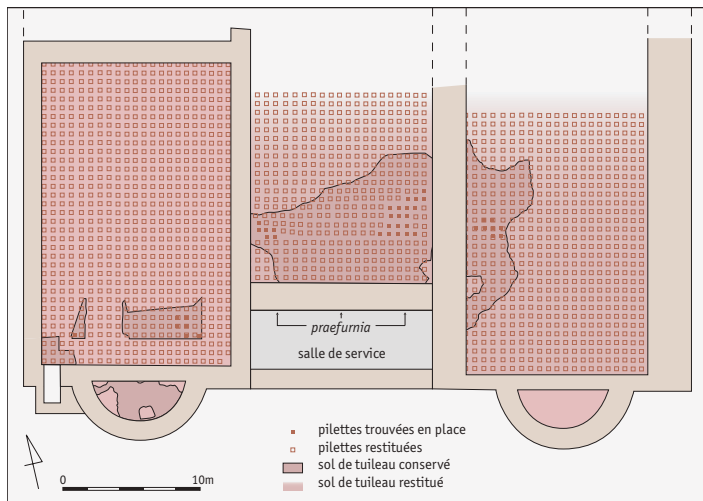 praefurnia
salle de service
pilettes trouvées en place
pilettes restituées
sol de tuileau conservé
sol de tuileau restitué
0 10m